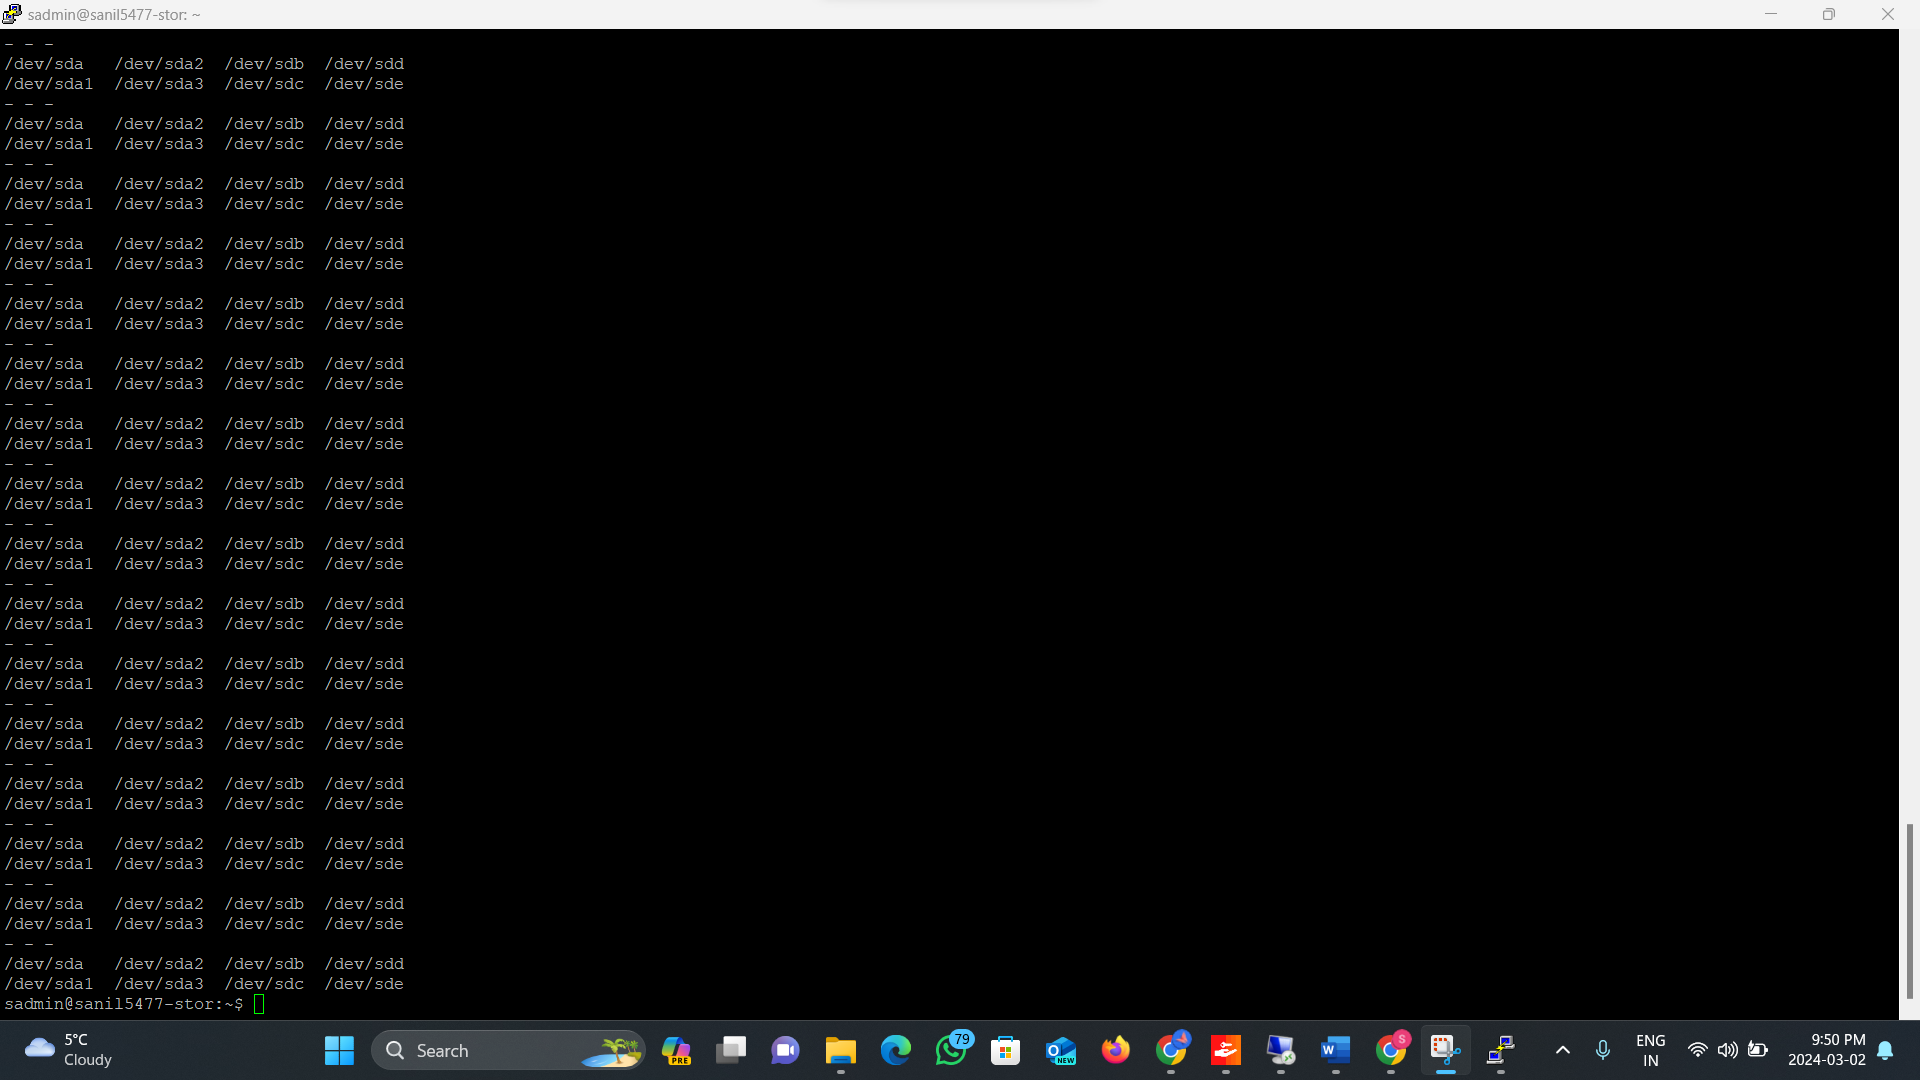 sadmin@sanil5477-stor: ~
- - -
/dev/sda /dev/sda2 /dev/sdb /dev/sdd
/dev/sda1 /dev/sda3 /dev/sdc /dev/sde
- - -
/dev/sda /dev/sda2 /dev/sdb /dev/sdd
/dev/sda1 /dev/sda3 /dev/sdc /dev/sde
- - -
/dev/sda /dev/sda2 /dev/sdb /dev/sdd
/dev/sda1 /dev/sda3 /dev/sdc /dev/sde
- - -
/dev/sda /dev/sda2 /dev/sdb /dev/sdd
/dev/sda1 /dev/sda3 /dev/sdc /dev/sde
- - -
/dev/sda /dev/sda2 /dev/sdb /dev/sdd
/dev/sda1 /dev/sda3 /dev/sdc /dev/sde
- - -
/dev/sda /dev/sda2 /dev/sdb /dev/sdd
/dev/sda1 /dev/sda3 /dev/sdc /dev/sde
- - -
/dev/sda /dev/sda2 /dev/sdb /dev/sdd
/dev/sda1 /dev/sda3 /dev/sdc /dev/sde
- - -
/dev/sda /dev/sda2 /dev/sdb /dev/sdd
/dev/sda1 /dev/sda3 /dev/sdc /dev/sde
- - -
/dev/sda /dev/sda2 /dev/sdb /dev/sdd
/dev/sda1 /dev/sda3 /dev/sdc /dev/sde
- - -
/dev/sda /dev/sda2 /dev/sdb /dev/sdd
/dev/sda1 /dev/sda3 /dev/sdc /dev/sde
- - -
/dev/sda /dev/sda2 /dev/sdb /dev/sdd
/dev/sda1 /dev/sda3 /dev/sdc /dev/sde
- - -
/dev/sda /dev/sda2 /dev/sdb /dev/sdd
/dev/sda1 /dev/sda3 /dev/sdc /dev/sde
- - -
/dev/sda /dev/sda2 /dev/sdb /dev/sdd
/dev/sda1 /dev/sda3 /dev/sdc /dev/sde
- - -
/dev/sda /dev/sda2 /dev/sdb /dev/sdd
/dev/sda1 /dev/sda3 /dev/sdc /dev/sde
- - -
/dev/sda /dev/sda2 /dev/sdb /dev/sdd
/dev/sda1 /dev/sda3 /dev/sdc /dev/sde
- - -
/dev/sda /dev/sda2 /dev/sdb /dev/sdd
/dev/sda1 /dev/sda3 /dev/sdc /dev/sde
sadmin@sanil5477-stor:~$
5°C
Cloudy
Search
PRE
79
NEW
S
ENG
IN
9:50 PM
2024-03-02